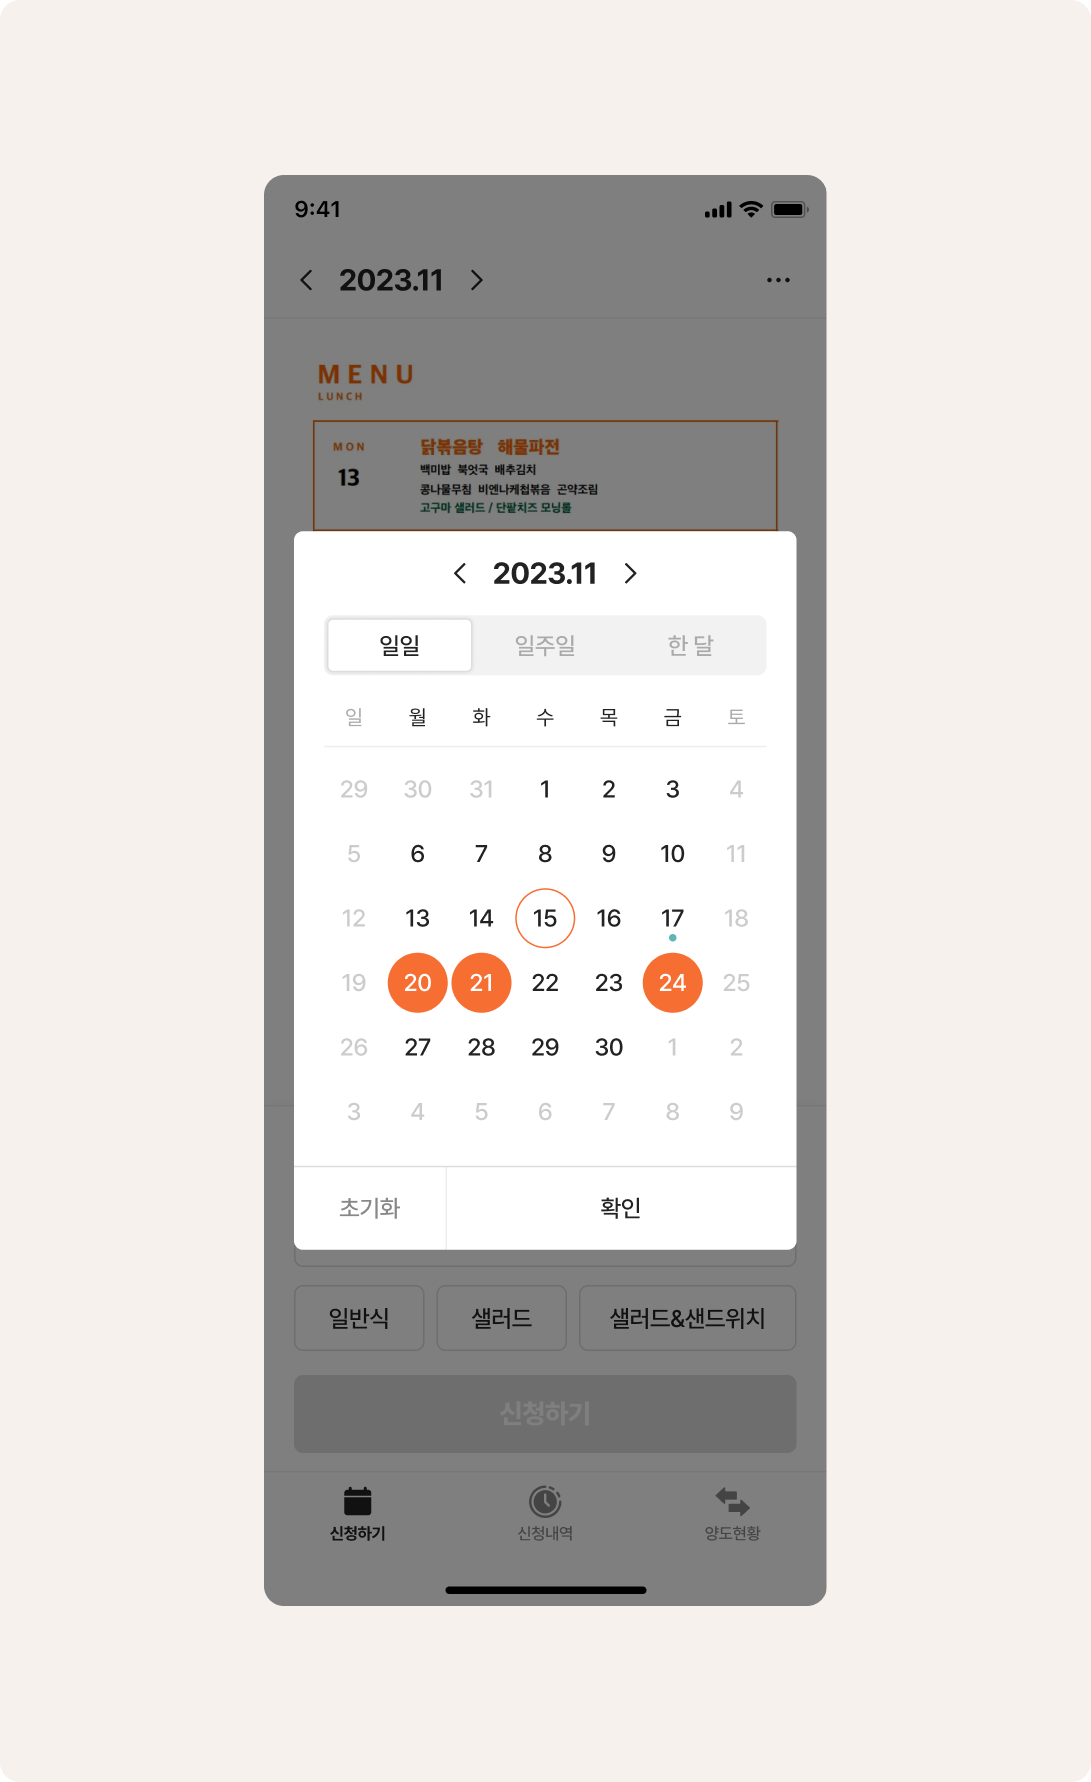 9:41
2023.11
MENU
LUNCH
MON
13
닭볶음탕 해물파전
백미밥 북엇국 배추김치
콩나물무침 비엔나케첩볶음 곤약조림
고구마 샐러드 / 단팥치즈 모닝롤
2023.11
일일 일주일 한 달
일 월 화 수 목 금 토
29 30 31 1 2 3 4
5 6 7 8 9 10 11
12 13 14 15 16 17 18
19 20 21 22 23 24 25
26 27 28 29 30 1 2
3 4 5 6 7 8 9
초기화 확인
일반식 샐러드 샐러드&샌드위치
신청하기
신청하기 신청내역 양도현황